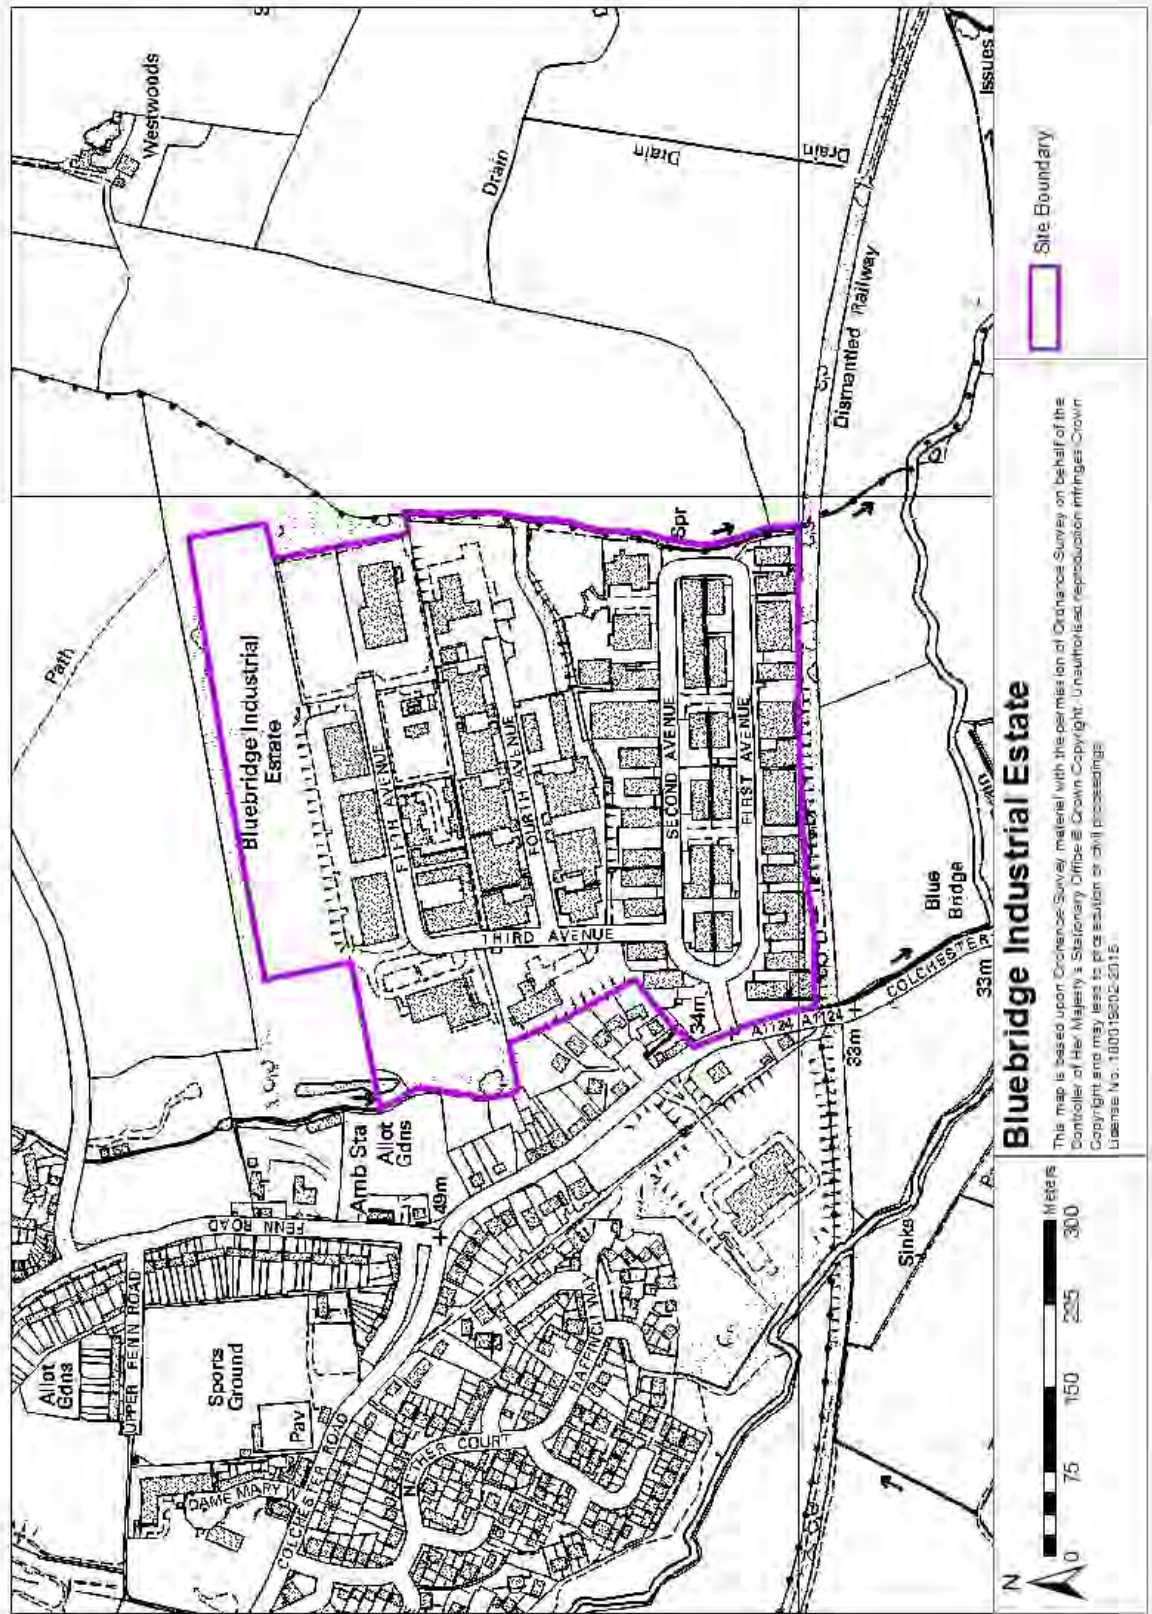 Westwoods
Drain
Drain
Drain
Issues
Path
Dismantled Railway
Bluebridge Industrial
Estate
Spr
FIFTH AVENUE
FOURTH AVENUE
SECOND AVENUE
FIRST AVENUE
THIRD AVENUE
34m
A1124
A1124
33m
COLCHESTER
Blue
Bridge
33m
Amb Sta
Allot
Gdns
49m
FENN ROAD
UPPER FENN ROAD
Allot
Gdns
Sports
Ground
Pav
DAME MARY W
COLCHESTER ROAD
NETHER COURT
Sinks
N
0
75
150
225
300
Meters
Bluebridge Industrial Estate
This map is based upon Ordnance Survey material with the permission of Ordnance Survey on behalf of the
Controller of Her Majesty's Stationary Office © Crown Copyright. Unauthorised reproduction infringes Crown
Copyright and may lead to prosecution or civil proceedings
Site Boundary